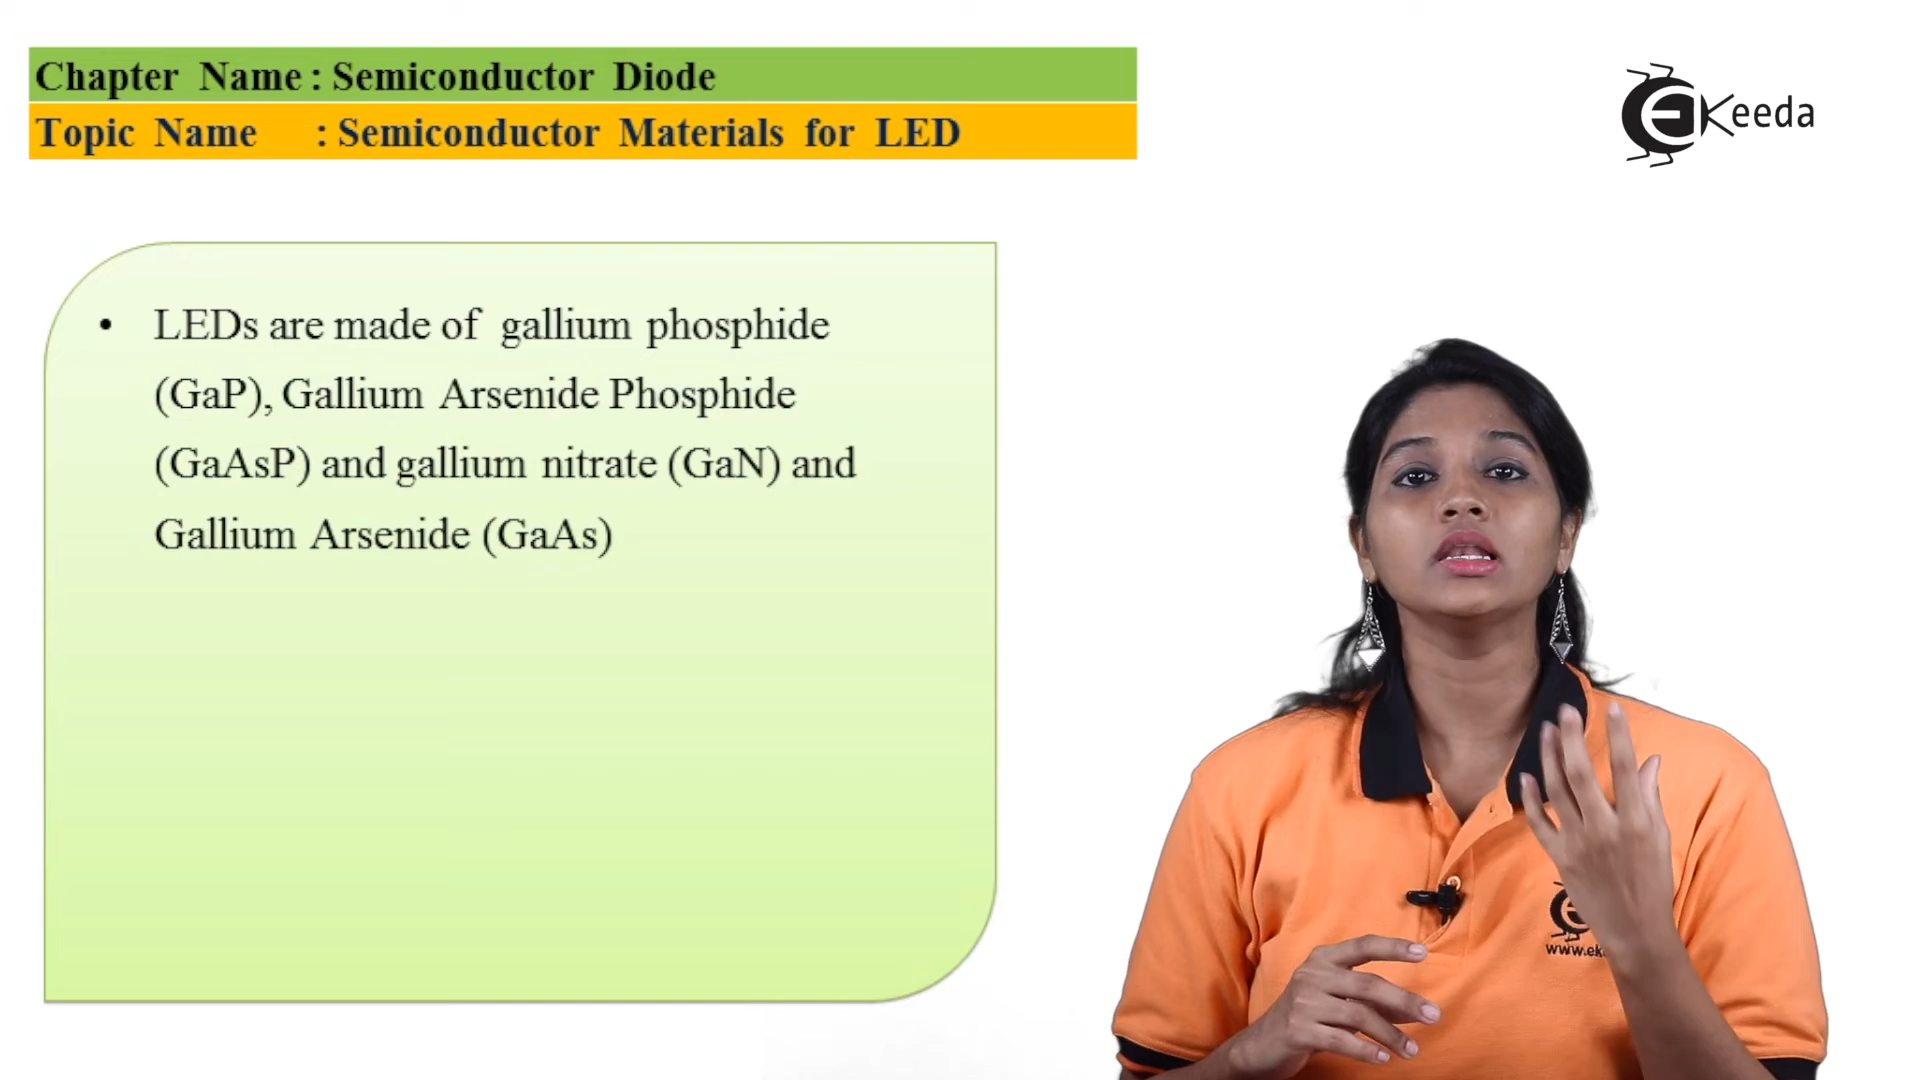 Chapter Name : Semiconductor Diode
Topic Name : Semiconductor Materials for LED
eKeeda
• LEDs are made of gallium phosphide
(GaP), Gallium Arsenide Phosphide
(GaAsP) and gallium nitrate (GaN) and
Gallium Arsenide (GaAs)